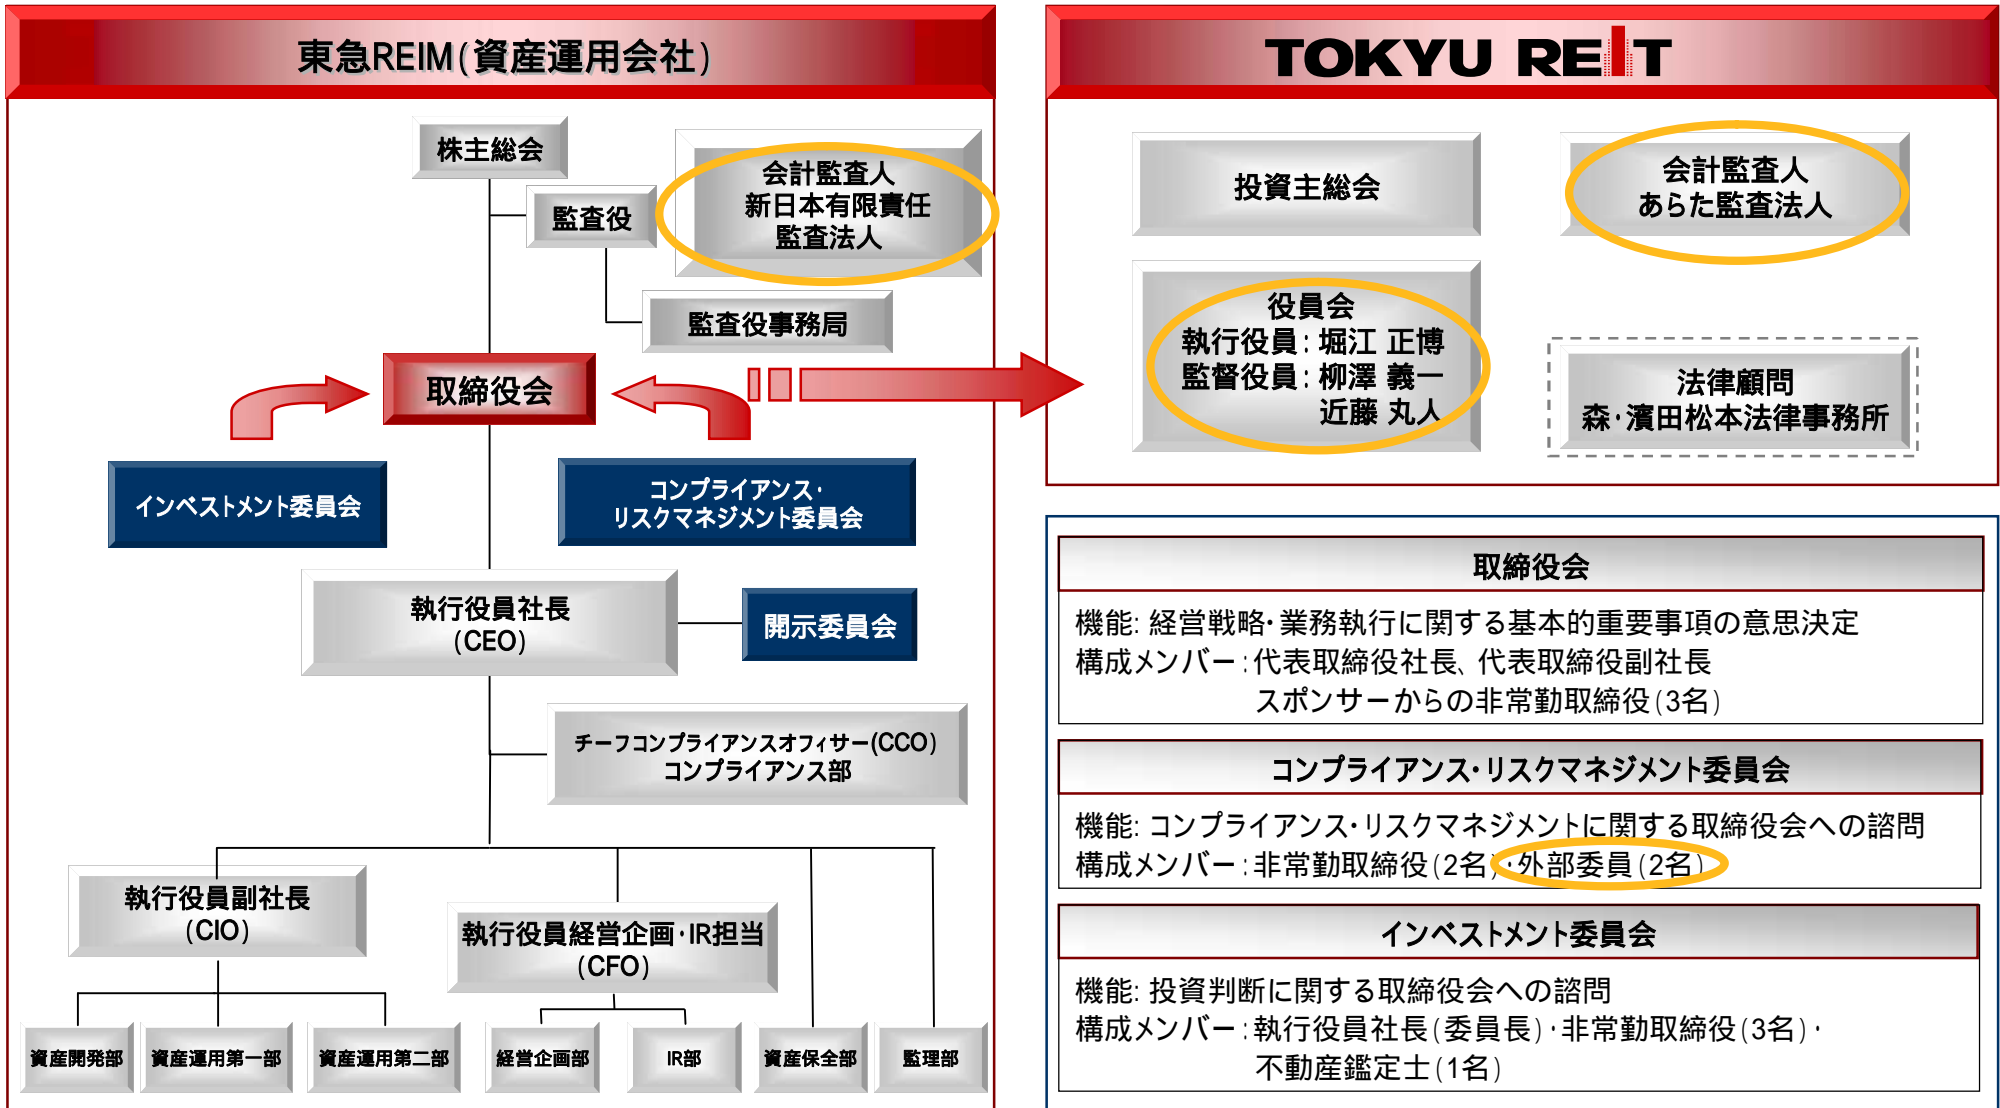 東急REIM(資産運用会社)
株主総会
監査役
会計監査人
新日本有限責任
監査法人
監査役事務局
取締役会
インベストメント委員会
コンプライアンス・
リスクマネジメント委員会
執行役員社長
(CEO)
開示委員会
チーフコンプライアンスオフィサー(CCO)
コンプライアンス部
執行役員副社長
(CIO)
執行役員経営企画・IR担当
(CFO)
資産開発部
資産運用第一部
資産運用第二部
経営企画部
IR部
資産保全部
監理部
TOKYU REIT
投資主総会
会計監査人
あらた監査法人
役員会
執行役員：堀江 正博
監督役員：柳澤 義一
近藤 丸人
法律顧問
森・濱田松本法律事務所
取締役会
機能：経営戦略・業務執行に関する基本的重要事項の意思決定
構成メンバー：代表取締役社長、代表取締役副社長
スポンサーからの非常勤取締役(3名)
コンプライアンス・リスクマネジメント委員会
機能：コンプライアンス・リスクマネジメントに関する取締役会への諮問
構成メンバー：非常勤取締役(2名)・外部委員(2名)
インベストメント委員会
機能：投資判断に関する取締役会への諮問
構成メンバー：執行役員社長(委員長)・非常勤取締役(3名)・
不動産鑑定士(1名)